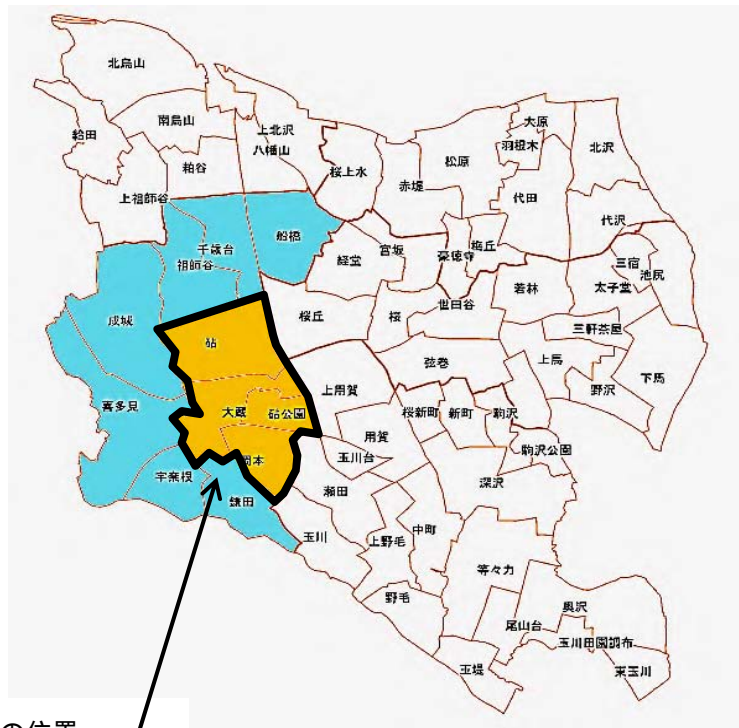 北烏山
給田
南烏山
上北沢
八幡山
粕谷
上祖師谷
桜上水
赤堤
松原
大原
羽根木
北沢
代田
代沢
船橋
千歳台
祖師谷
経堂
宮坂
豪徳寺
梅丘
三宿
池尻
太子堂
若林
世田谷
桜
桜丘
成城
砧
三軒茶屋
弦巻
上馬
下馬
野沢
上用賀
喜多見
大蔵
砧公園
桜新町
新町
駒沢
用賀
駒沢公園
玉川台
岡本
宇奈根
鎌田
瀬田
深沢
玉川
上野毛
中町
野毛
等々力
奥沢
尾山台
玉川田園調布
東玉川
玉堤
の位置